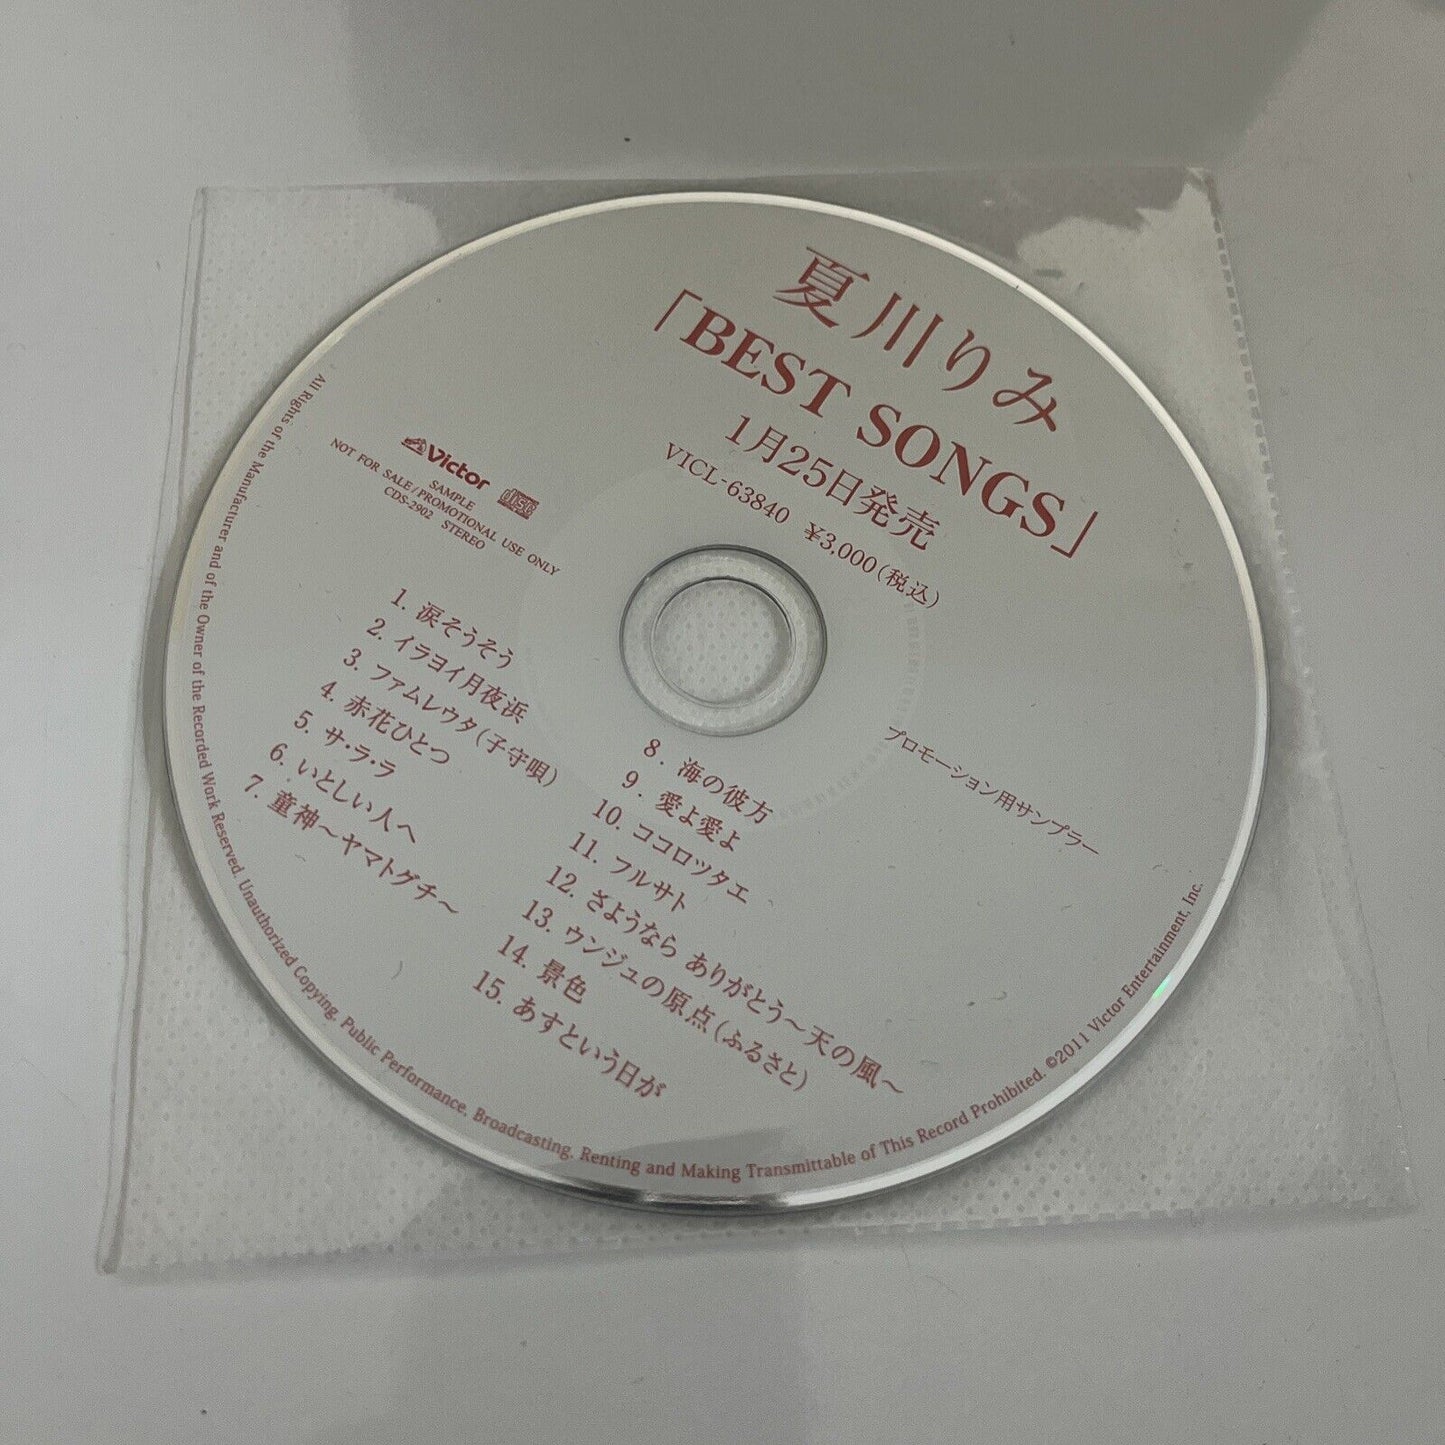 夏川りみ
「BEST SONGS」
1月25日発売
VICL-63840 ¥3,000(税込)
Victor
SAMPLE
NOT FOR SALE/PROMOTIONAL USE ONLY
CDS-2902 STEREO
1. 涙そうそう
2. イラヨイ月夜浜
3. ファムレウタ(子守唄)
4. 赤花ひとつ
5. サ・ラ・ラ
6. いとしい人へ
7. 童神〜ヤマトグチ〜
8. 海の彼方
9. 愛よ愛よ
10. ココロツタエ
11. フルサト
12. さようなら ありがとう〜天の風〜
13. ウンジュの原点(ふるさと)
14. 景色
15. あすという日が
プロモーション用サンプラー
All Rights of the Manufacturer and of the Owner of the Recorded Work Reserved. Unauthorized Copying. Public Performance. Broadcasting. Renting and Making Transmittable of This Record Prohibited. ©2011 Victor Entertainment, Inc.